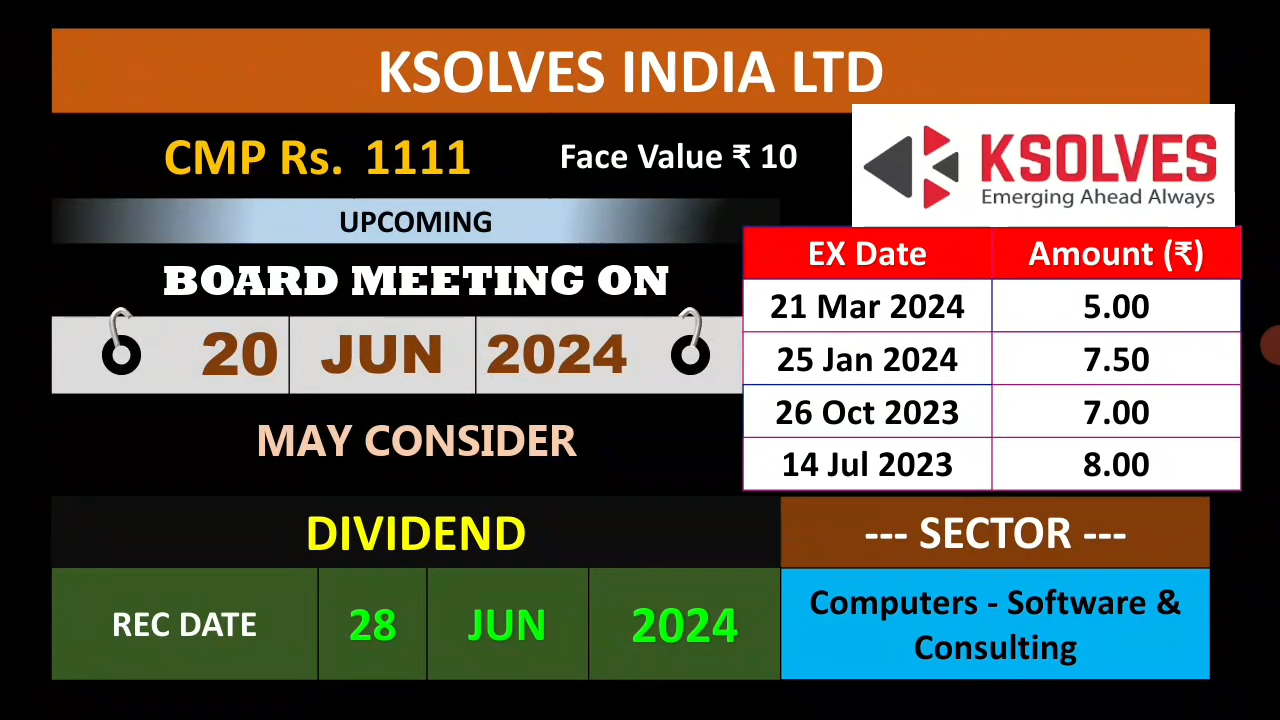 KSOLVES INDIA LTD
CMP Rs. 1111
Face Value ₹ 10
KSOLVES
Emerging Ahead Always
UPCOMING
BOARD MEETING ON
20 JUN 2024
MAY CONSIDER
EX Date Amount (₹)
21 Mar 2024 5.00
25 Jan 2024 7.50
26 Oct 2023 7.00
14 Jul 2023 8.00
DIVIDEND
REC DATE 28 JUN 2024
--- SECTOR ---
Computers - Software &
Consulting